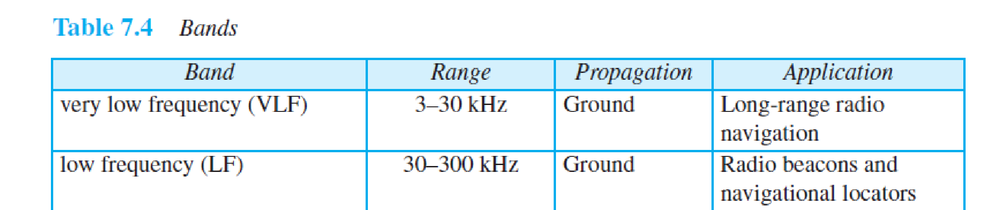 Table 7.4 Bands
Band Range Propagation Application
very low frequency (VLF) 3–30 kHz Ground Long-range radio
navigation
low frequency (LF) 30–300 kHz Ground Radio beacons and
navigational locators